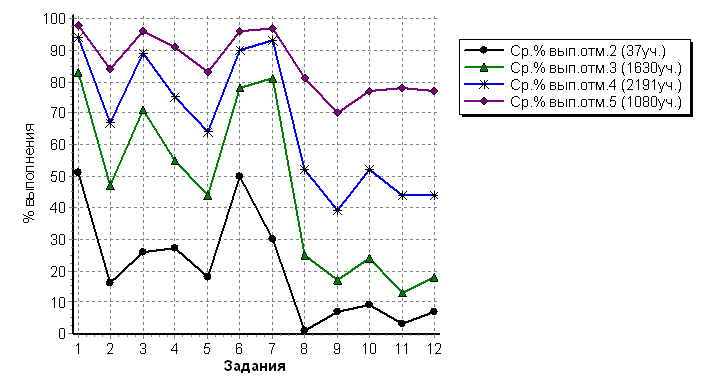 100
90
80
70
60
50
40
30
20
10
0
% выполнения
1 2 3 4 5 6 7 8 9 10 11 12
Задания
Ср.% вып.отм.2 (37уч.)
Ср.% вып.отм.3 (1630уч.)
Ср.% вып.отм.4 (2191уч.)
Ср.% вып.отм.5 (1080уч.)